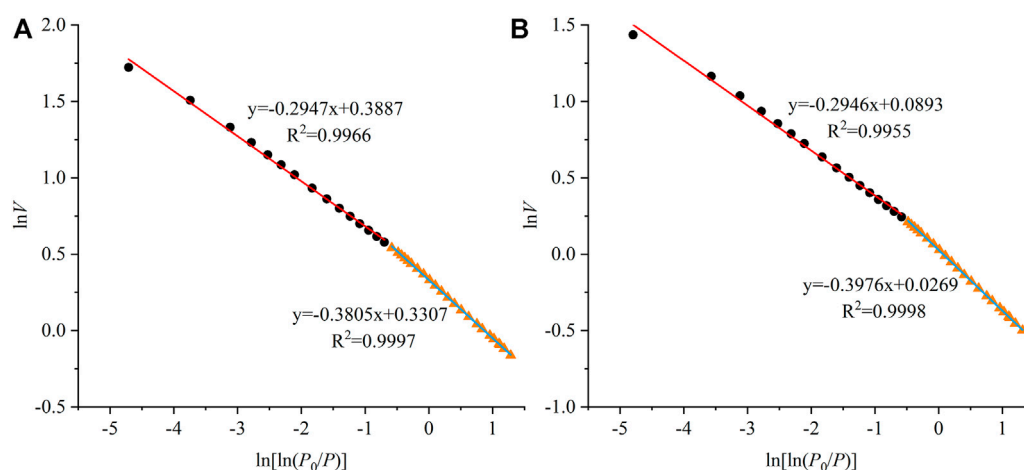 A
2.0
1.5
1.0
0.5
0.0
-0.5
lnV
y=-0.2947x+0.3887
R²=0.9966
y=-0.3805x+0.3307
R²=0.9997
-5 -4 -3 -2 -1 0 1
ln[ln(P₀/P)]
B
1.5
1.0
0.5
0.0
-0.5
-1.0
lnV
y=-0.2946x+0.0893
R²=0.9955
y=-0.3976x+0.0269
R²=0.9998
-5 -4 -3 -2 -1 0 1
ln[ln(P₀/P)]